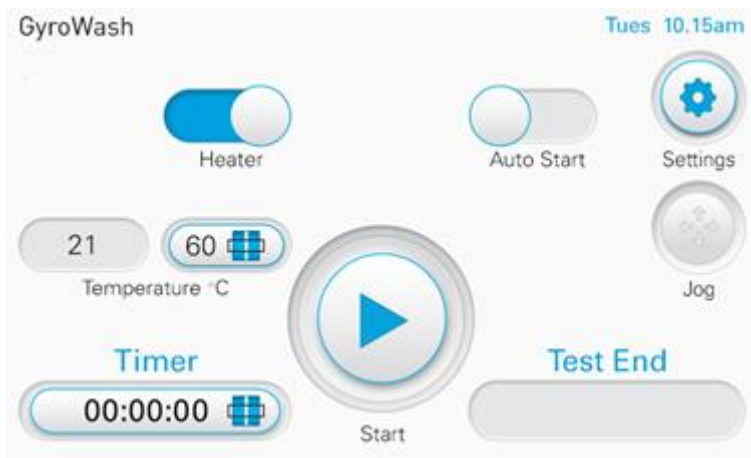 GyroWash
Tues 10.15am
Heater
Auto Start
Settings
21
60
Temperature °C
Jog
Timer
Test End
00:00:00
Start